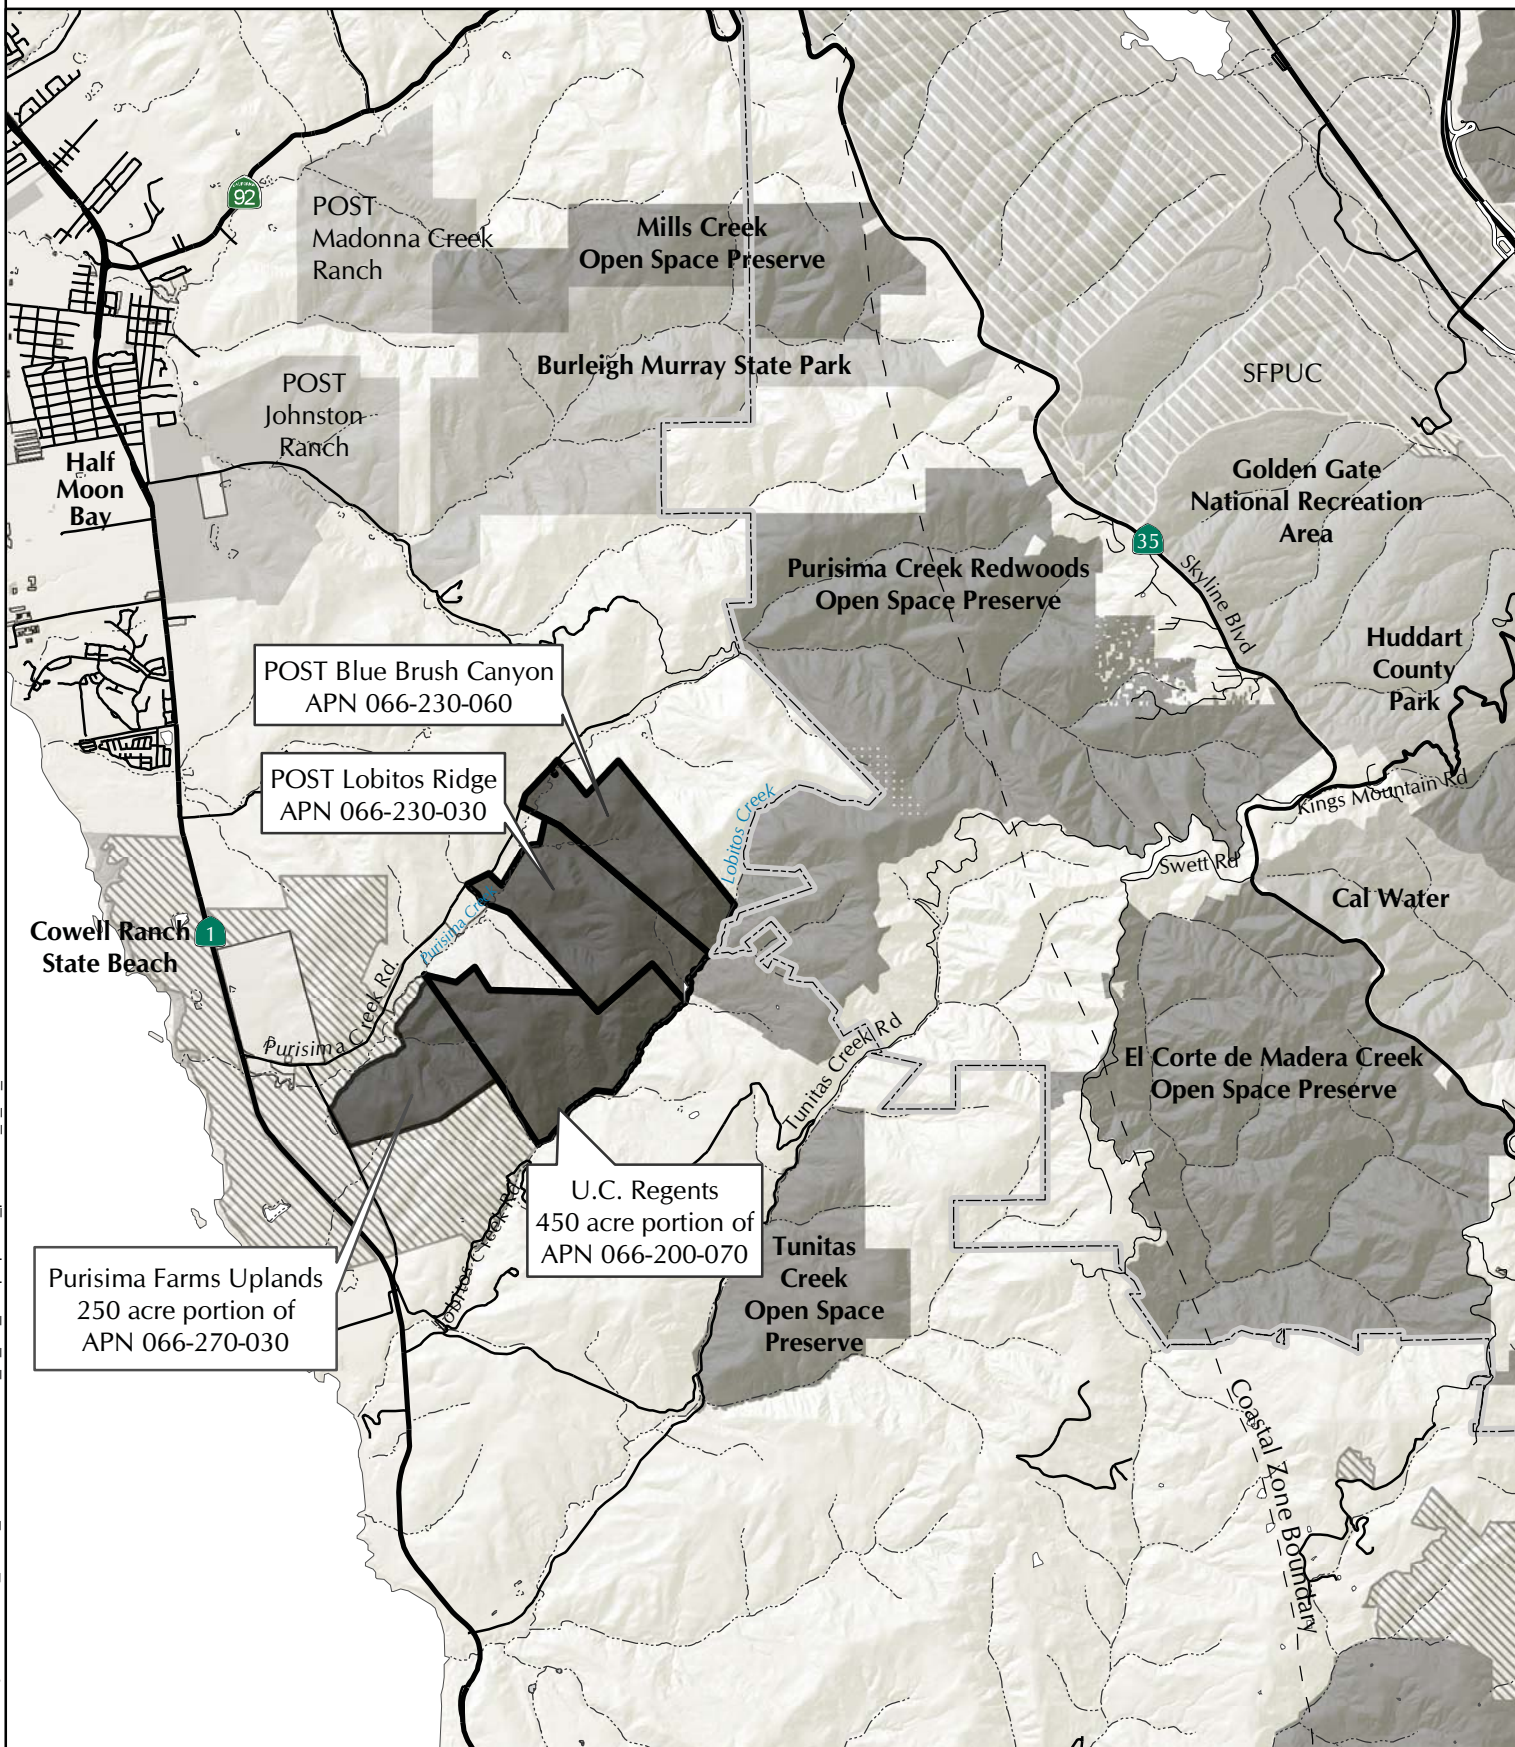 92
POST
Madonna Creek
Ranch
Mills Creek
Open Space Preserve
Burleigh Murray State Park
SFPUC
POST
Johnston
Ranch
Half
Moon
Bay
Golden Gate
National Recreation
Area
35
Skyline Blvd
Purisima Creek Redwoods
Open Space Preserve
Huddart
County
Park
POST Blue Brush Canyon
APN 066-230-060
POST Lobitos Ridge
APN 066-230-030
Lobitos Creek
Kings Mountain Rd
Swett Rd
Cal Water
Purisima Creek
Cowell Ranch
State Beach
1
Purisima Creek Rd.
Tunitas Creek Rd
El Corte de Madera Creek
Open Space Preserve
U.C. Regents
450 acre portion of
APN 066-200-070
Lobitos Creek Rd
Tunitas
Creek
Open Space
Preserve
Purisima Farms Uplands
250 acre portion of
APN 066-270-030
Coastal Zone Boundary